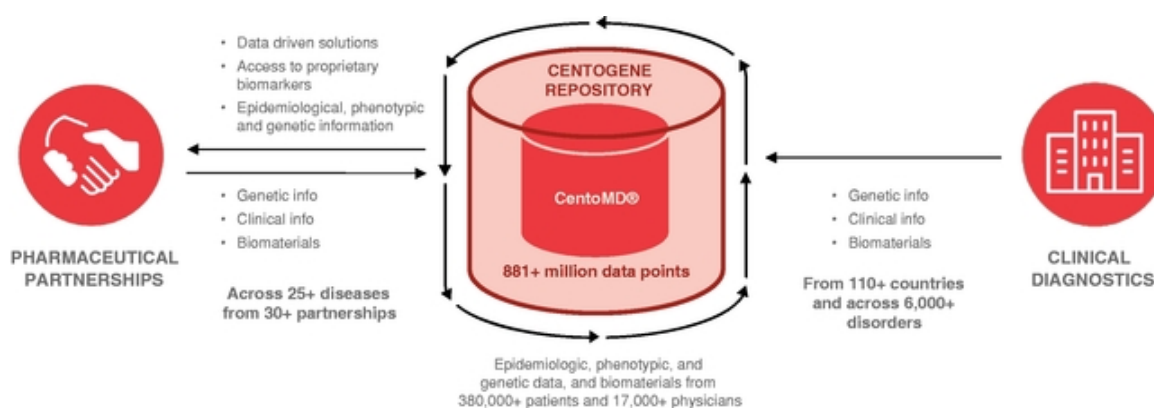 • Data driven solutions
• Access to proprietary
biomarkers
• Epidemiological, phenotypic
and genetic information
• Genetic info
• Clinical info
• Biomaterials
PHARMACEUTICAL
PARTNERSHIPS
Across 25+ diseases
from 30+ partnerships
CENTOGENE
REPOSITORY
CentoMD®
881+ million data points
Epidemiologic, phenotypic, and
genetic data, and biomaterials from
380,000+ patients and 17,000+ physicians
• Genetic info
• Clinical info
• Biomaterials
From 110+ countries
and across 6,000+
disorders
CLINICAL
DIAGNOSTICS